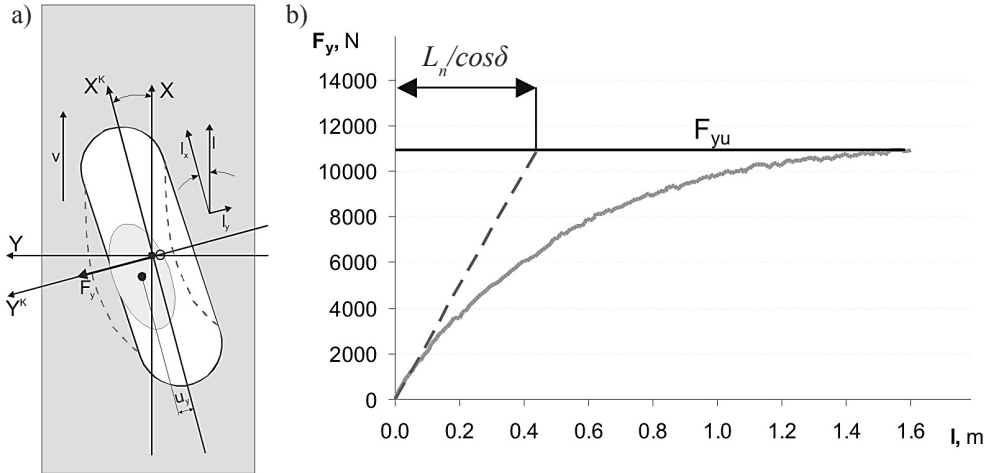 a)
X^K
X
v
l_x
l
l_y
Y
O
F_y
Y^K
u_y
b)
F_y, N
L_n/cosδ
14000
12000
F_yu
10000
8000
6000
4000
2000
0
0.0 0.2 0.4 0.6 0.8 1.0 1.2 1.4 1.6
l, m